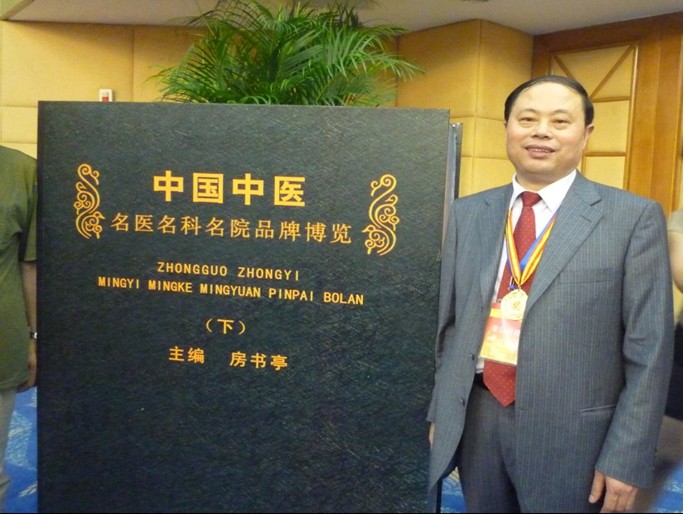 中国中医
名医名科名院品牌博览
ZHONGGUO ZHONGYI
MINGYI MINGKE MINGYUAN PINPAI BOLAN
（下）
主编 房书亭